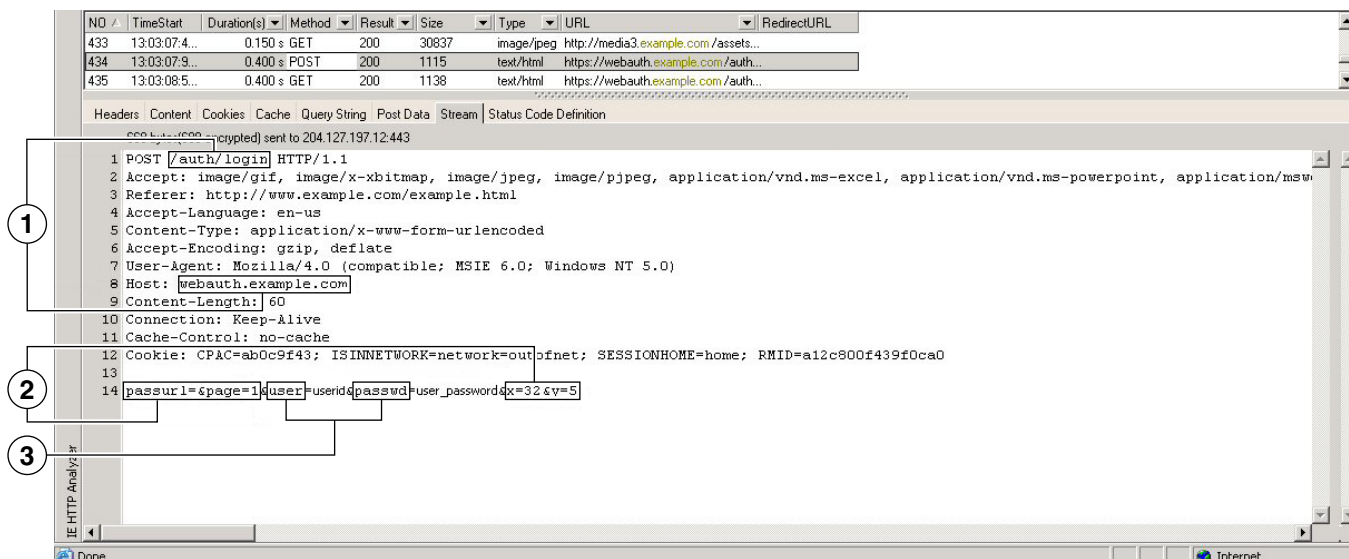 NO TimeStart Duration(s) Method Result Size Type URL RedirectURL
433 13:03:07:4... 0.150 s GET 200 30837 image/jpeg http://media3.example.com/assets...
434 13:03:07:9... 0.400 s POST 200 1115 text/html https://webauth.example.com/auth...
435 13:03:08:5... 0.400 s GET 200 1138 text/html https://webauth.example.com/auth...
Headers Content Cookies Cache Query String Post Data Stream Status Code Definition
encrypted) sent to 204.127.197.12:443
1 POST /auth/login HTTP/1.1
2 Accept: image/gif, image/x-xbitmap, image/jpeg, image/pjpeg, application/vnd.ms-excel, application/vnd.ms-powerpoint, application/msw
3 Referer: http://www.example.com/example.html
4 Accept-Language: en-us
1
5 Content-Type: application/x-www-form-urlencoded
6 Accept-Encoding: gzip, deflate
7 User-Agent: Mozilla/4.0 (compatible; MSIE 6.0; Windows NT 5.0)
8 Host: webauth.example.com
9 Content-Length: 60
10 Connection: Keep-Alive
11 Cache-Control: no-cache
12 Cookie: CPAC=ab0c9f43; ISINNETWORK=network=outofnet; SESSIONHOME=home; RMID=a12c800f439f0ca0
13
2
14 passurl=&page=1&user=userid&passwd=user_password&x=32&y=5
3
IE HTTP Analyzer
Done Internet